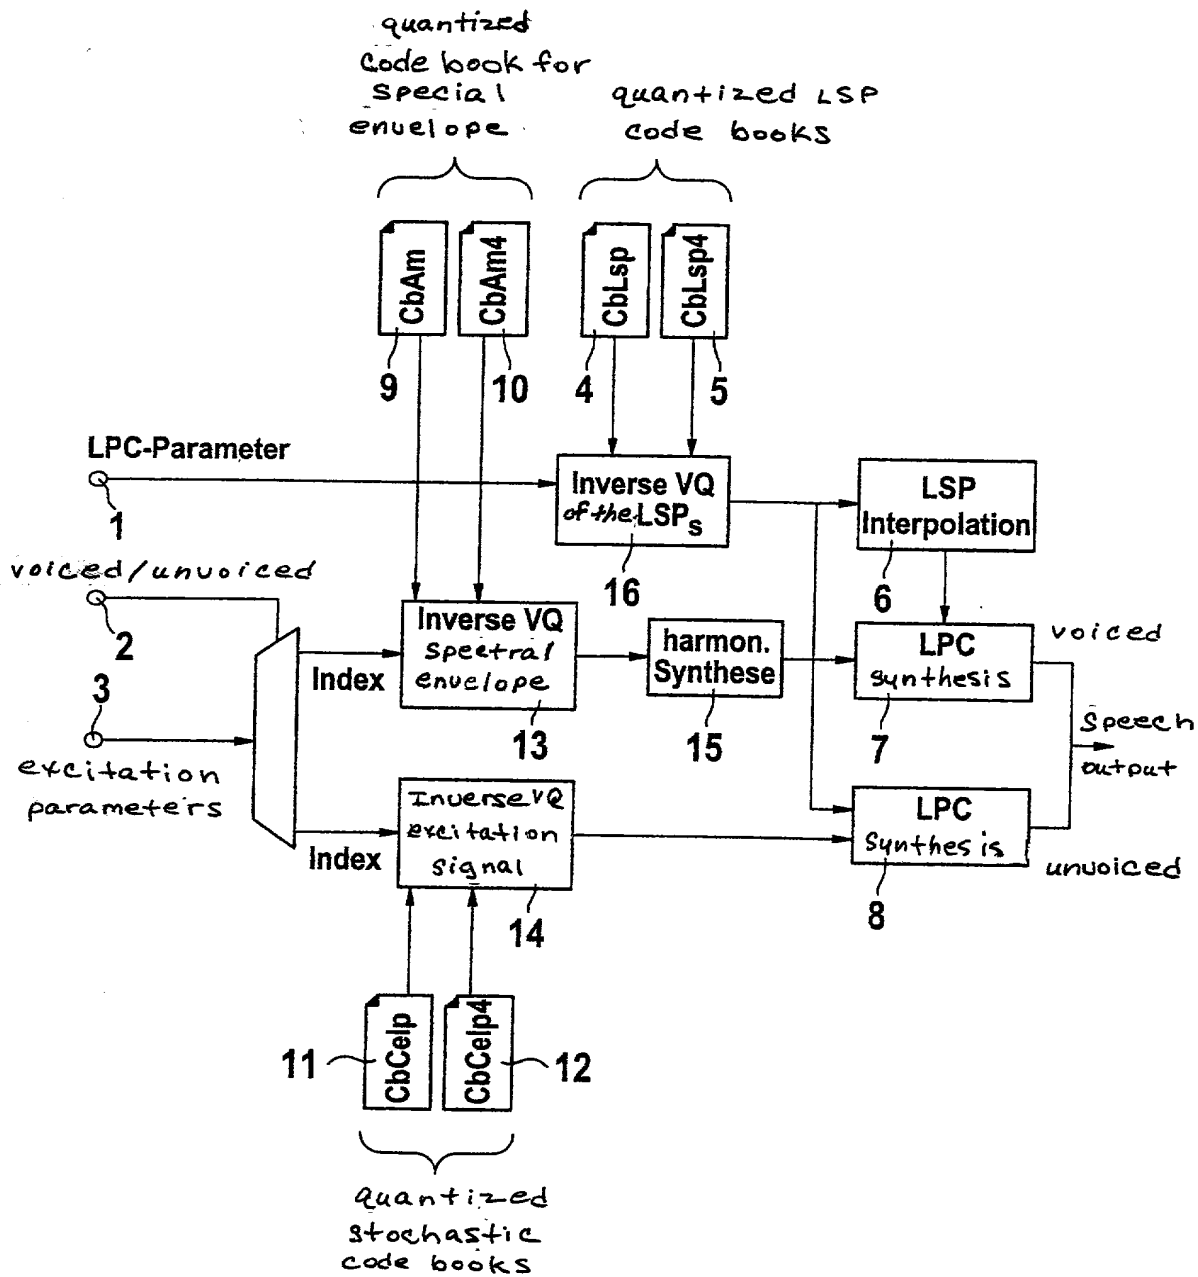 quantized
code book for
special
envelope
quantized LSP
code books
CbAm
CbAm4
CbLsp
CbLsp4
9
10
4
5
LPC-Parameter
1
Inverse VQ
of the LSPs
16
LSP
Interpolation
6
voiced/unvoiced
2
3
excitation
parameters
Index
Inverse VQ
spectral
envelope
13
harmon.
Synthese
15
LPC
synthesis
7
voiced
speech
output
Index
Inverse VQ
excitation
signal
14
LPC
synthesis
8
unvoiced
11
CbCelp
CbCelp4
12
quantized
stochastic
code books